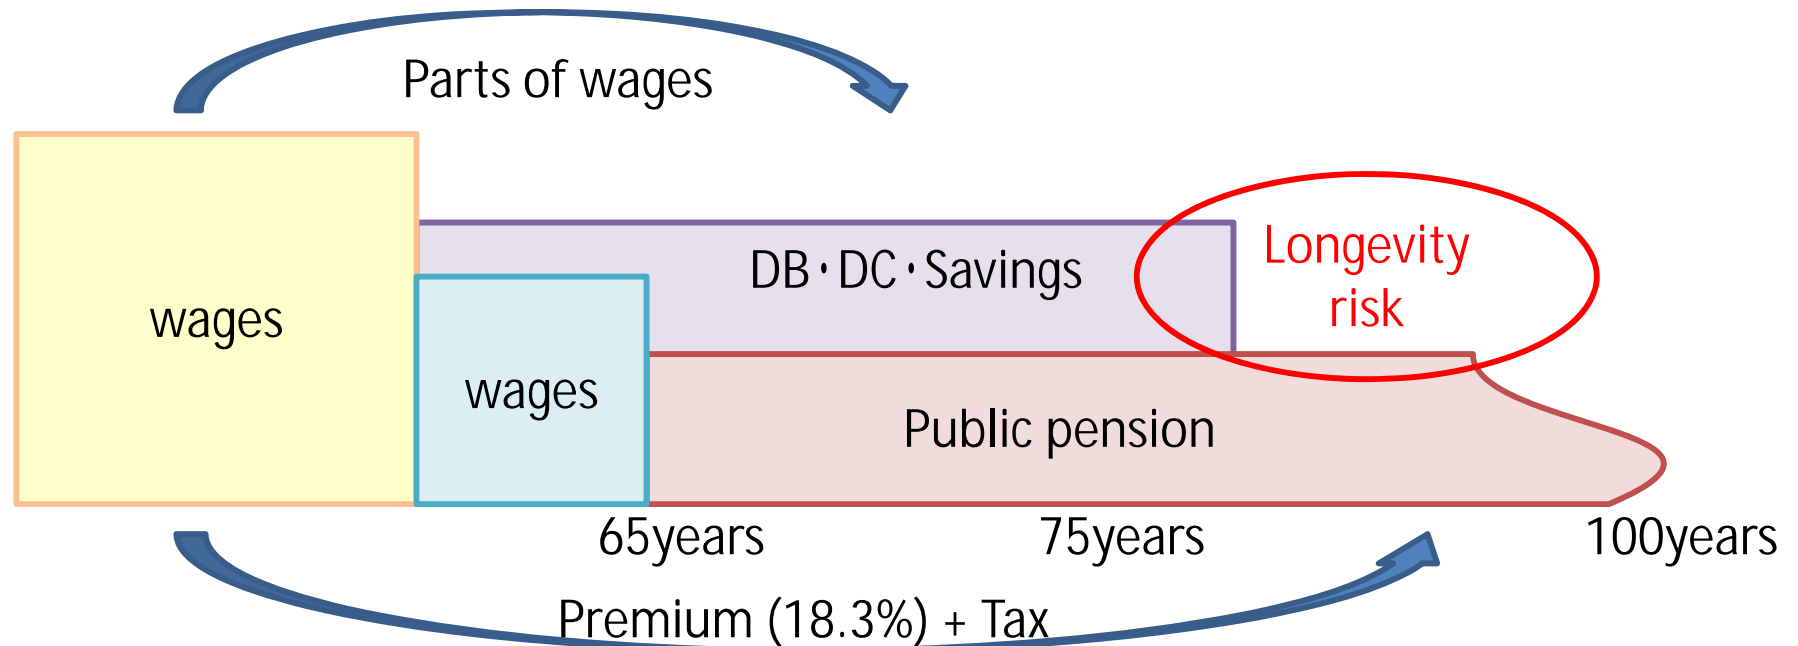 Parts of wages
wages
DB・DC・Savings
Longevity
risk
wages
Public pension
65years
75years
100years
Premium (18.3%) + Tax